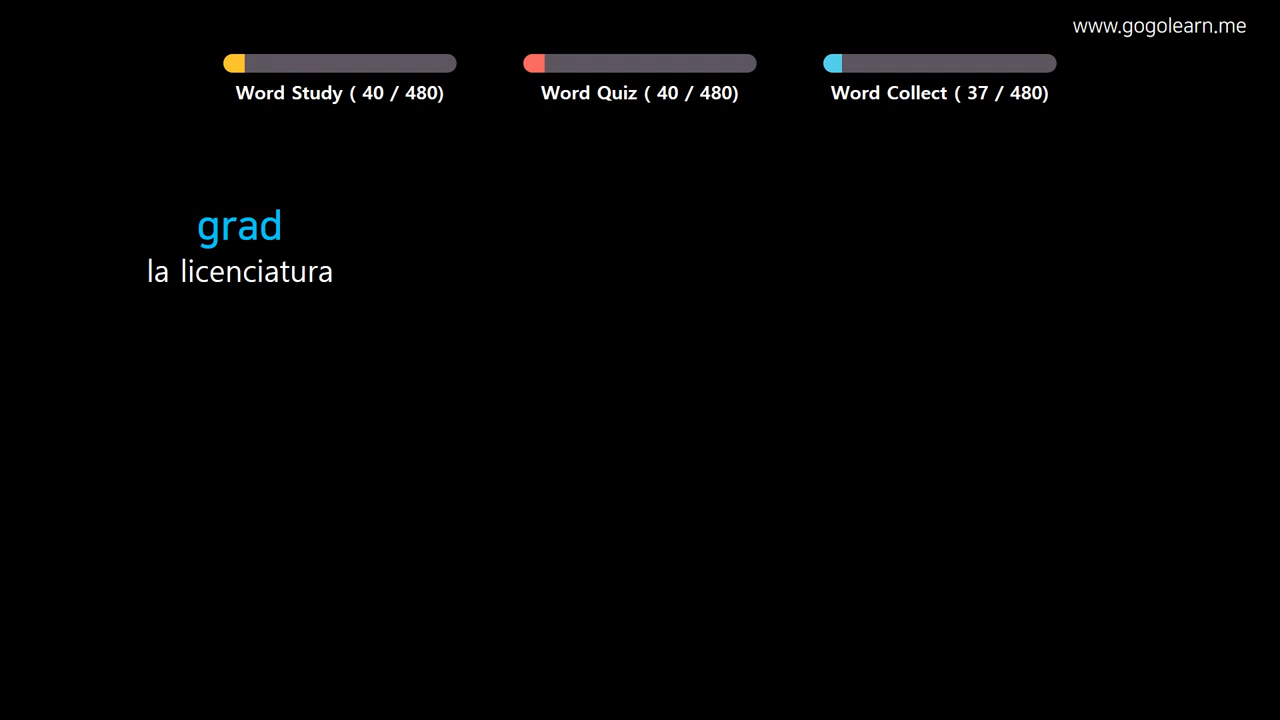 www.gogolearn.me
Word Study ( 40 / 480)
Word Quiz ( 40 / 480)
Word Collect ( 37 / 480)
grad
la licenciatura